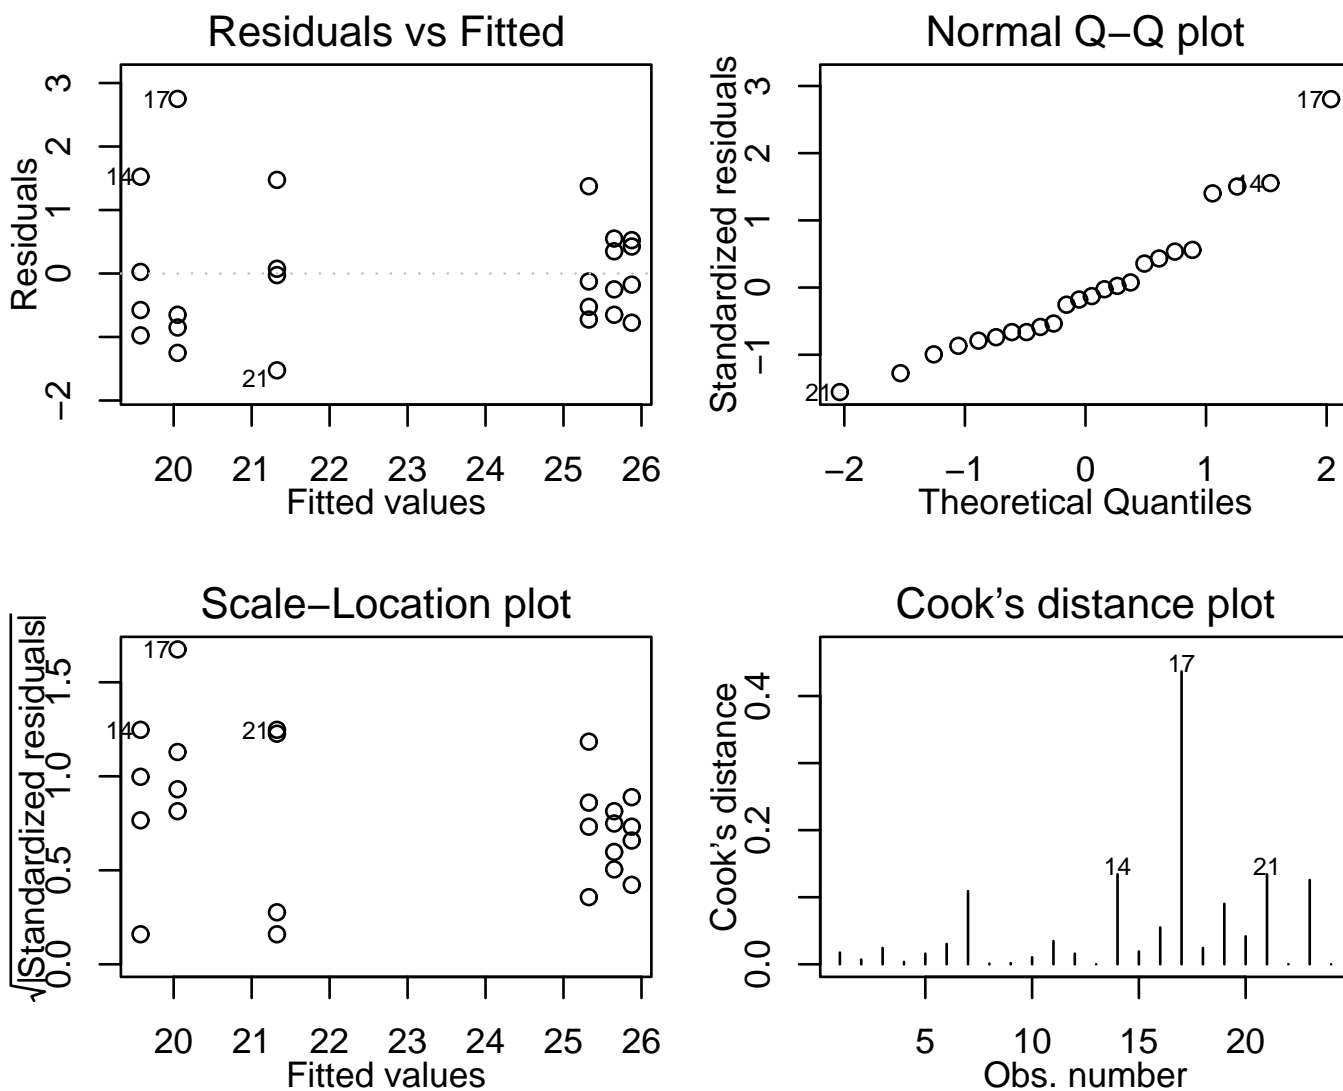 Residuals vs Fitted
Residuals
3
2
1
0
−2
17
14
21
20 21 22 23 24 25 26
Fitted values
Normal Q−Q plot
Standardized residuals
3
2
1
0
−1
17
14
21
−2 −1 0 1 2
Theoretical Quantiles
Scale−Location plot
√|Standardized residuals|
1.5
1.0
0.5
0.0
17
14
21
20 21 22 23 24 25 26
Fitted values
Cook's distance plot
Cook's distance
0.4
0.2
0.0
17
14
21
5 10 15 20
Obs. number